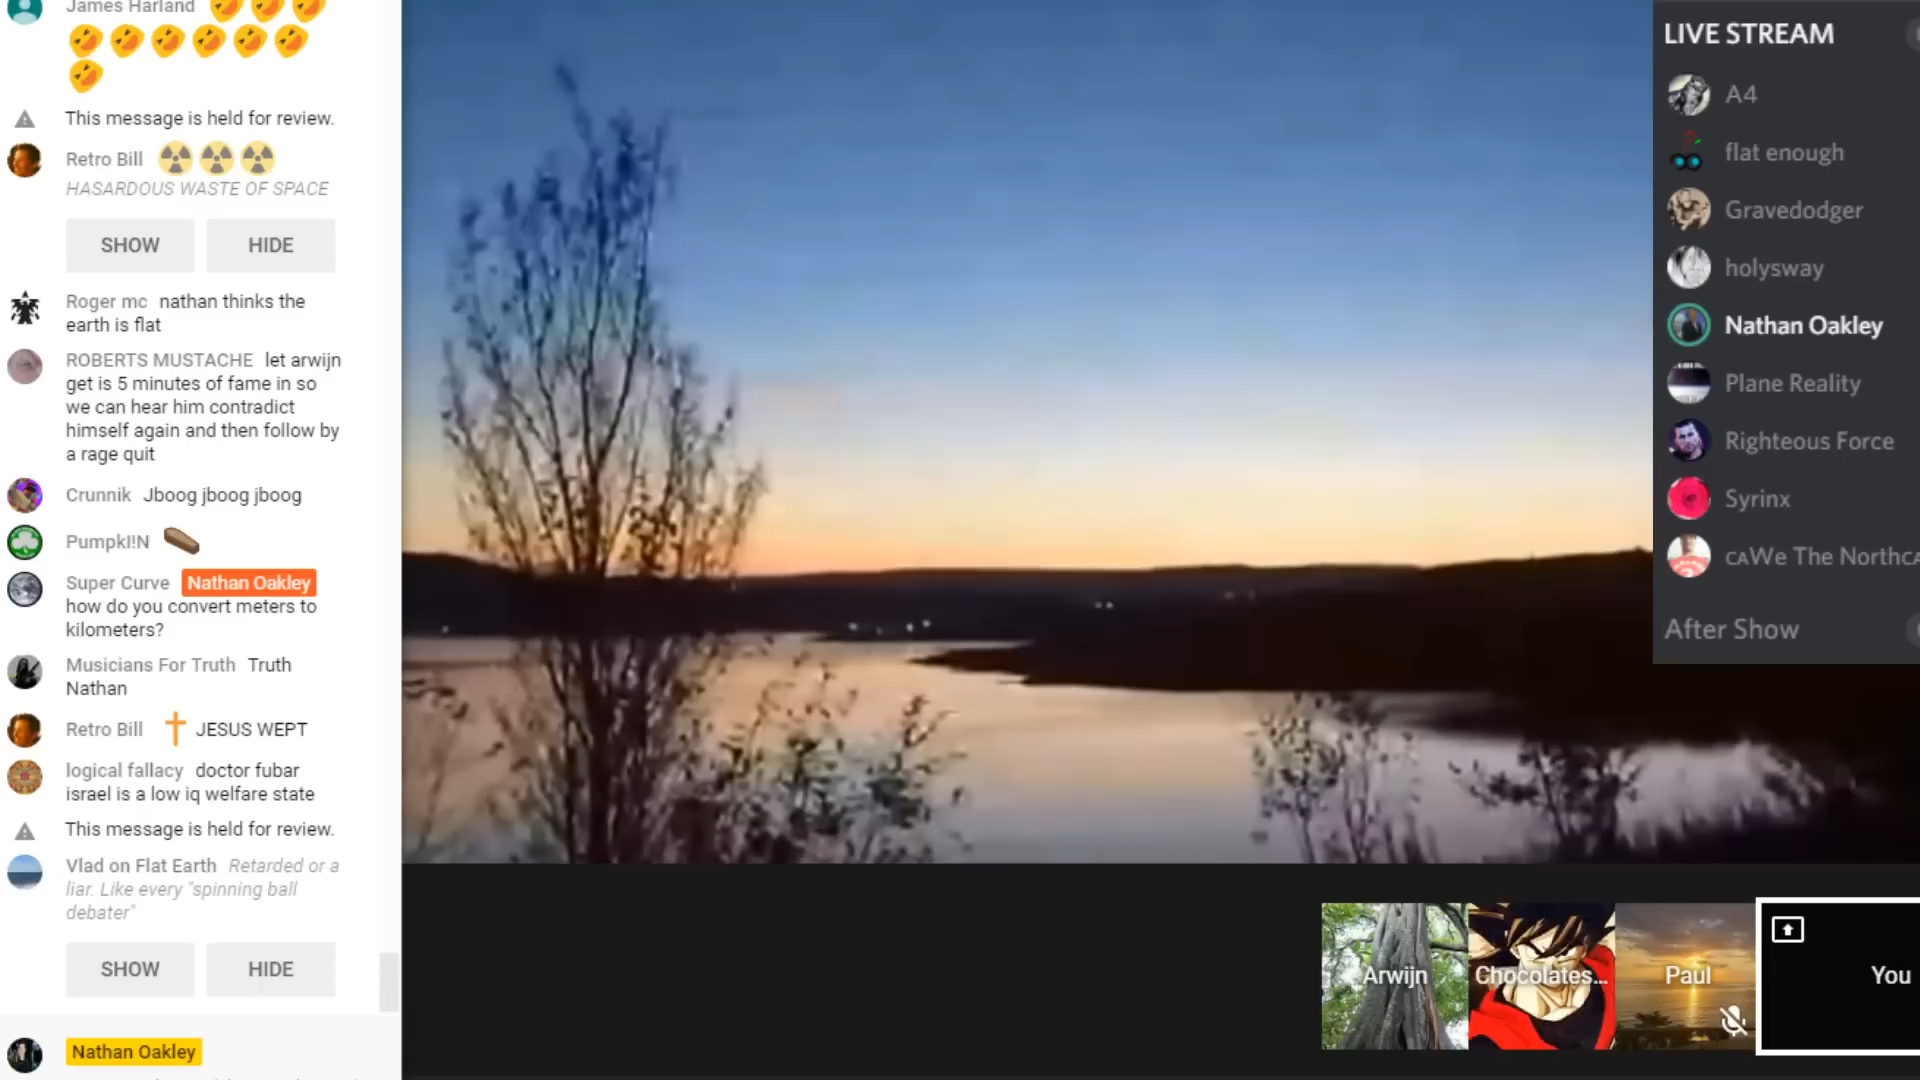 James Harland
This message is held for review.
Retro Bill
HASARDOUS WASTE OF SPACE
SHOW HIDE
Roger mc nathan thinks the
earth is flat
ROBERTS MUSTACHE let arwijn
get is 5 minutes of fame in so
we can hear him contradict
himself again and then follow by
a rage quit
Crunnik Jboog jboog jboog
PumpkI!N
Super Curve Nathan Oakley
how do you convert meters to
kilometers?
Musicians For Truth Truth
Nathan
Retro Bill JESUS WEPT
logical fallacy doctor fubar
israel is a low iq welfare state
This message is held for review.
Vlad on Flat Earth Retarded or a
liar. Like every "spinning ball
debater"
SHOW HIDE
Nathan Oakley
LIVE STREAM
A4
flat enough
Gravedodger
holysway
Nathan Oakley
Plane Reality
Righteous Force
Syrinx
CAWe The NorthCA
After Show
Arwijn
Chocolates...
Paul
You